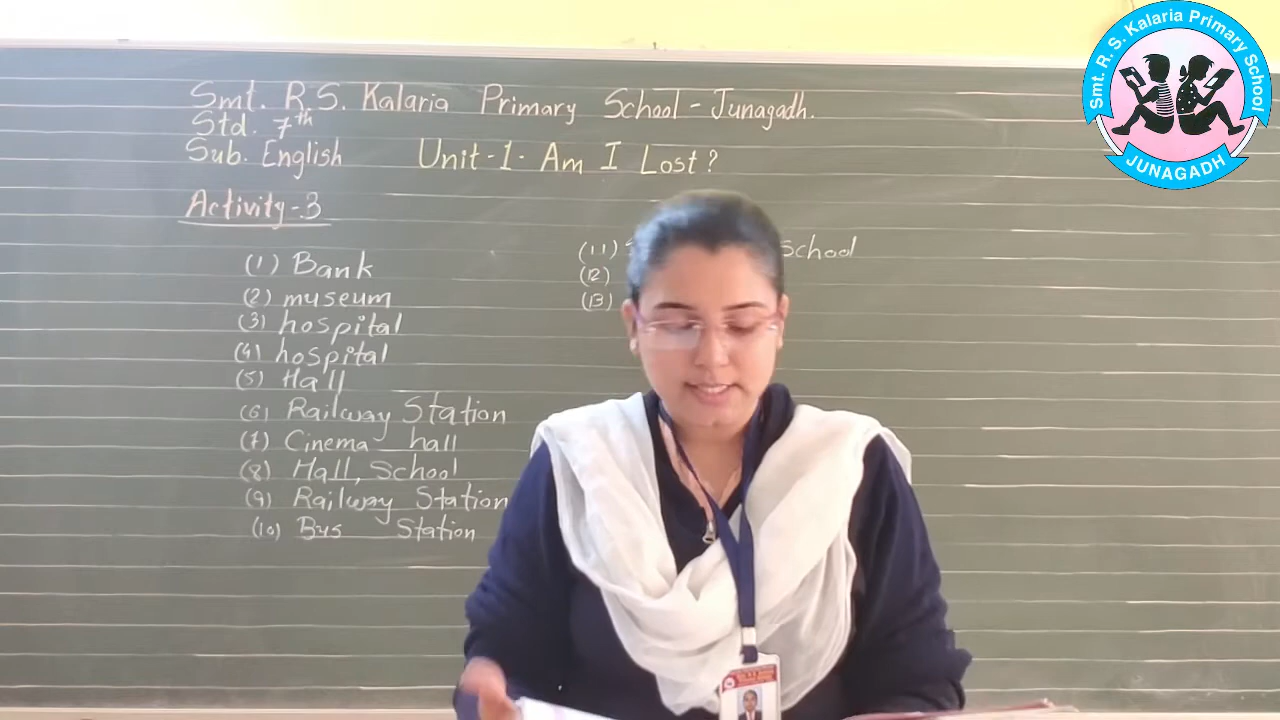 Smt. R.S. Kalaria Primary School - Junagadh.
Std. 7th
Sub. English Unit-1. Am I Lost?
Activity-3
(1) Bank
(2) museum
(3) hospital
(4) hospital
(5) Hall
(6) Railway Station
(7) Cinema hall
(8) Hall, School
(9) Railway Station
(10) Bus Station
(11) School
(12)
(13)
Smt. R. S. Kalaria Primary School
JUNAGADH